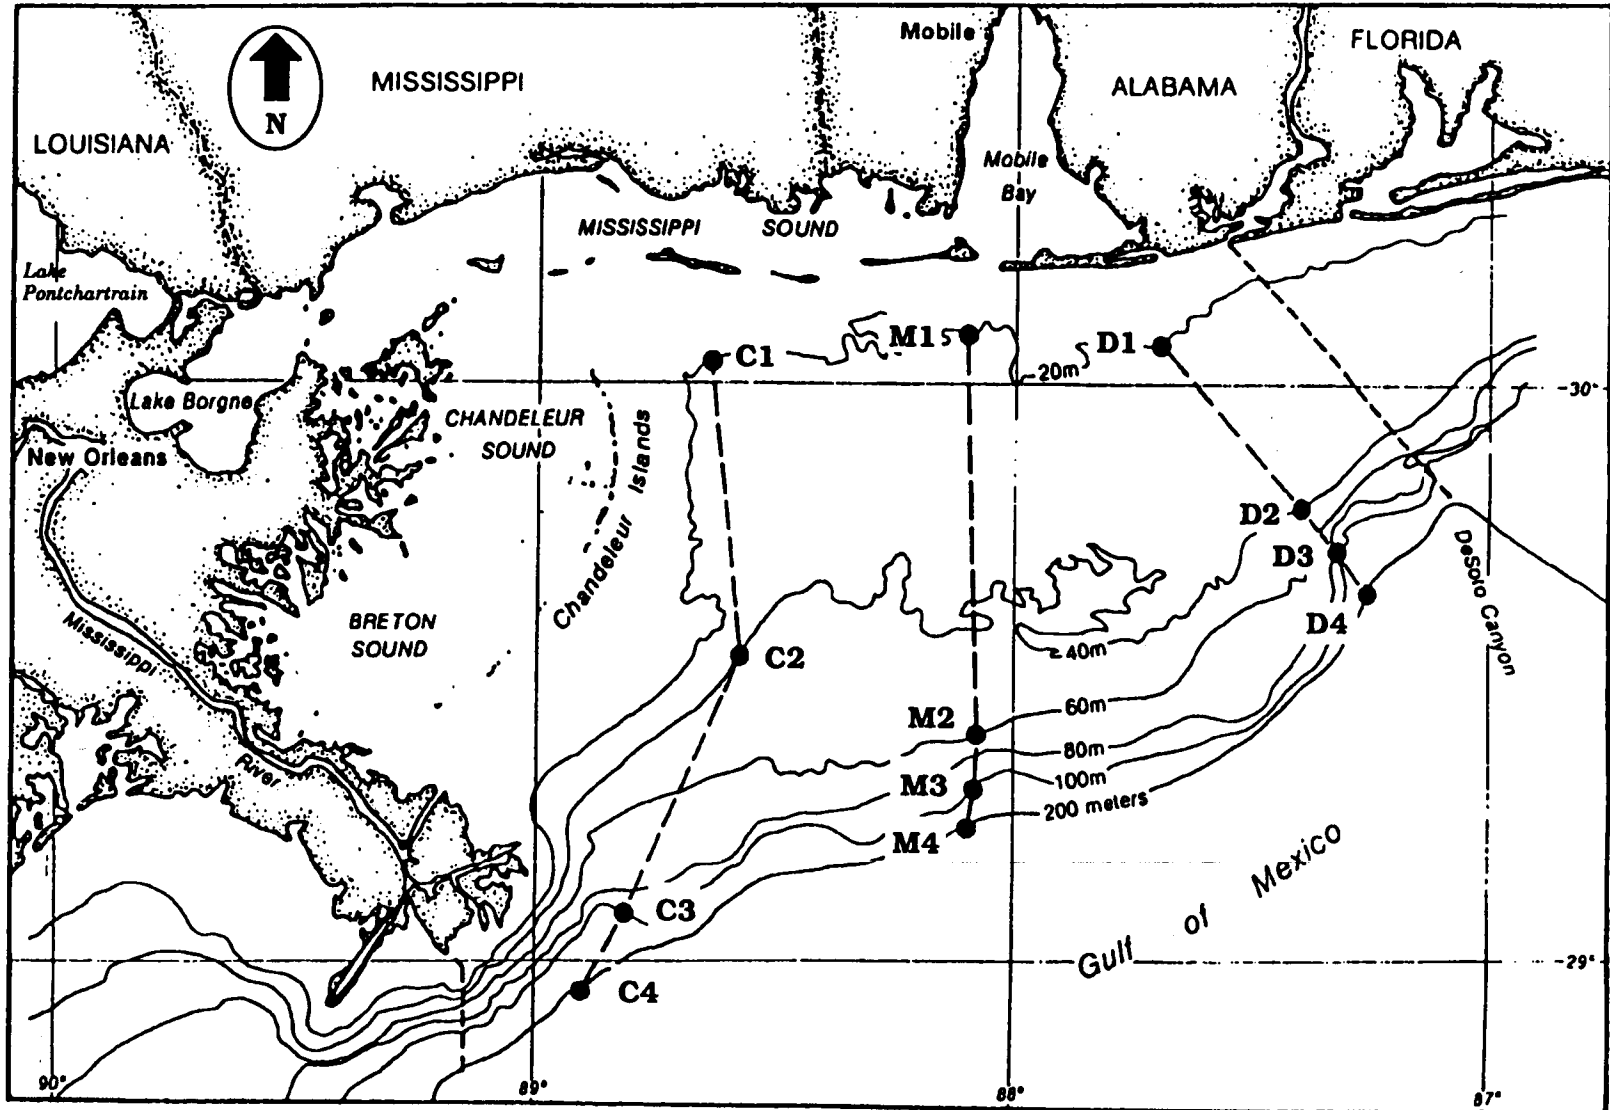 Mobile
FLORIDA
MISSISSIPPI
ALABAMA
N
LOUISIANA
Mobile
Bay
MISSISSIPPI SOUND
Lake
Pontchartrain
M1
D1
C1
20m
30°
Lake Borgne
CHANDELEUR
SOUND
Chandeleur Islands
New Orleans
D2
D3
DeSoto Canyon
BRETON
SOUND
D4
Mississippi
River
40m
C2
60m
M2
80m
M3
100m
200 meters
M4
Gulf of Mexico
C3
29°
C4
90°
89°
88°
87°